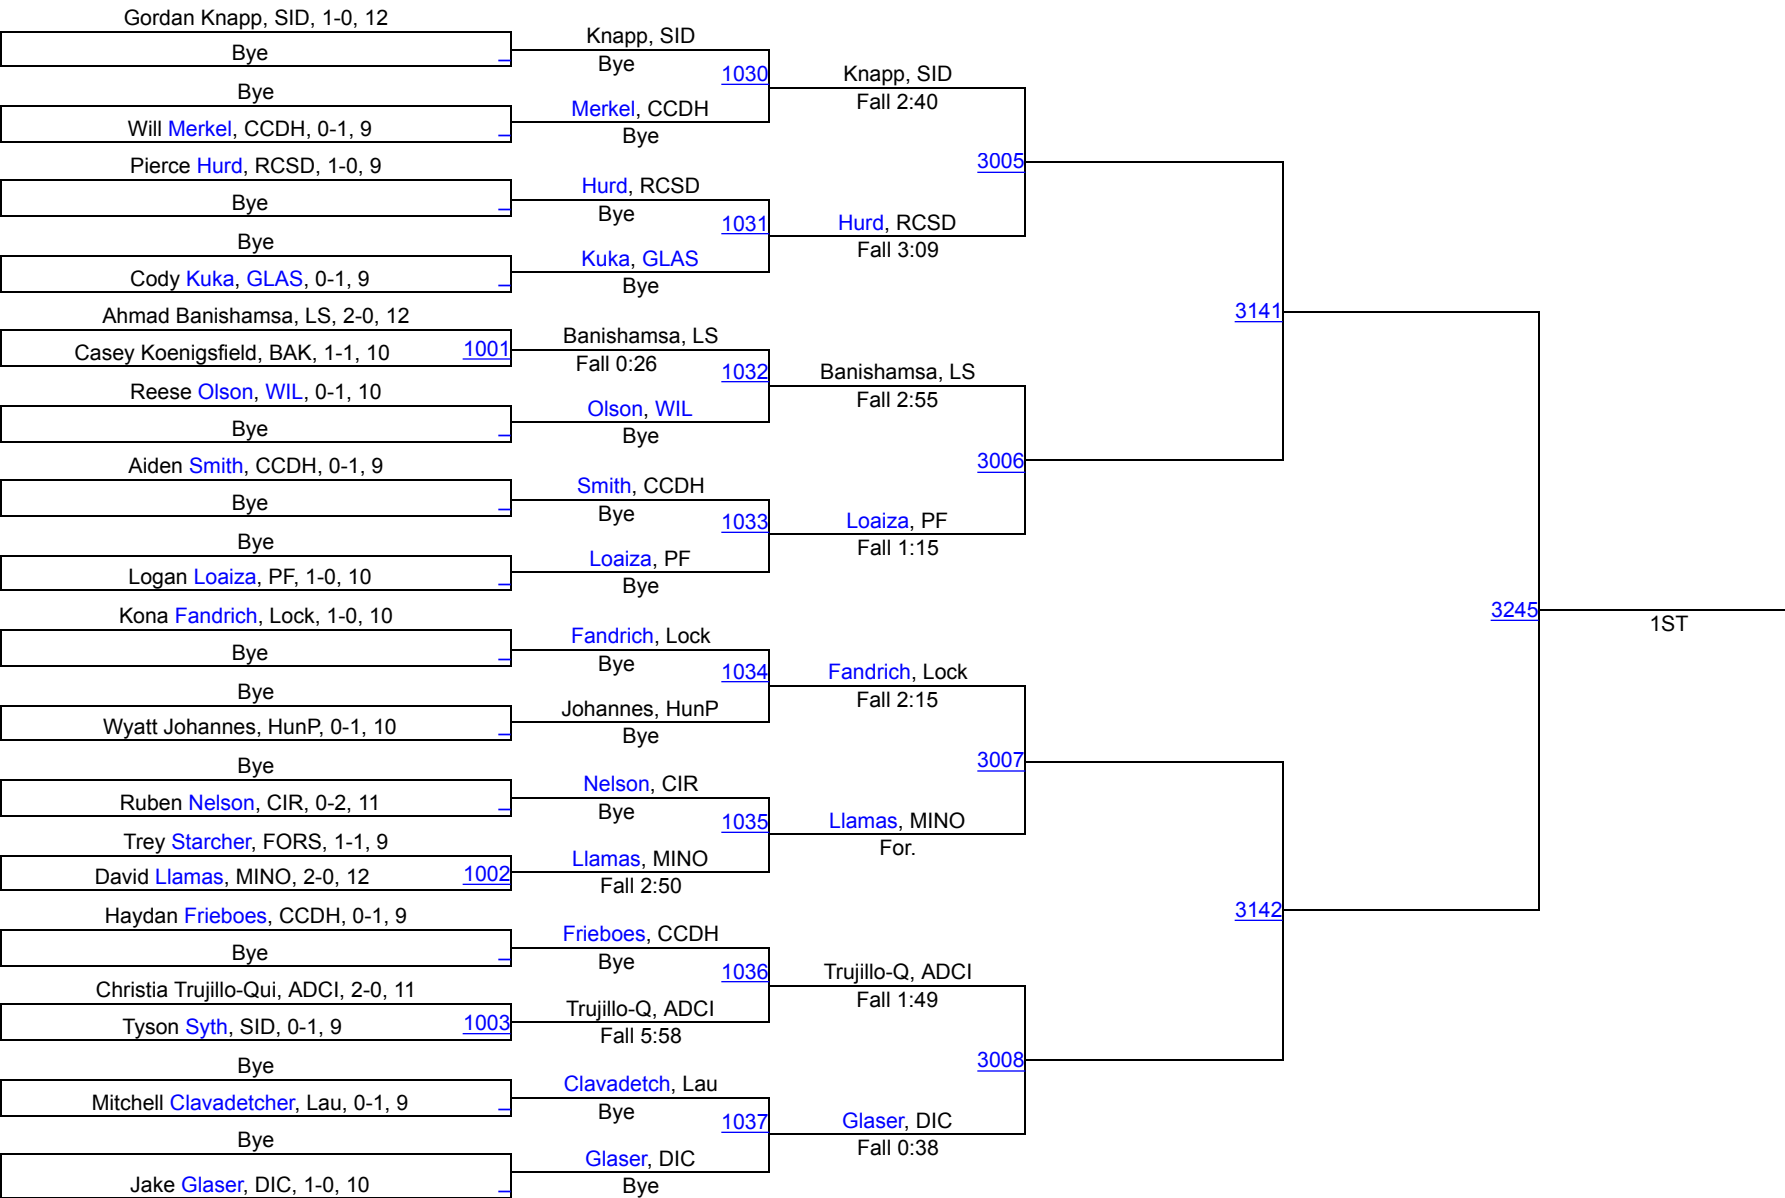 Gordan Knapp, SID, 1-0, 12
Bye
Bye
Will Merkel, CCDH, 0-1, 9
Pierce Hurd, RCSD, 1-0, 9
Bye
Bye
Cody Kuka, GLAS, 0-1, 9
Ahmad Banishamsa, LS, 2-0, 12
Casey Koenigsfield, BAK, 1-1, 10
1001
Reese Olson, WIL, 0-1, 10
Bye
Aiden Smith, CCDH, 0-1, 9
Bye
Bye
Logan Loaiza, PF, 1-0, 10
Kona Fandrich, Lock, 1-0, 10
Bye
Bye
Wyatt Johannes, HunP, 0-1, 10
Bye
Ruben Nelson, CIR, 0-2, 11
Trey Starcher, FORS, 1-1, 9
David Llamas, MINO, 2-0, 12
1002
Haydan Frieboes, CCDH, 0-1, 9
Bye
Christia Trujillo-Qui, ADCI, 2-0, 11
Tyson Syth, SID, 0-1, 9
1003
Bye
Mitchell Clavadetcher, Lau, 0-1, 9
Bye
Jake Glaser, DIC, 1-0, 10
Knapp, SID
Bye
1030
Merkel, CCDH
Bye
Hurd, RCSD
Bye
1031
Kuka, GLAS
Bye
Banishamsa, LS
Fall 0:26
1032
Olson, WIL
Bye
Smith, CCDH
Bye
1033
Loaiza, PF
Bye
Fandrich, Lock
Bye
1034
Johannes, HunP
Bye
Nelson, CIR
Bye
1035
Llamas, MINO
Fall 2:50
Frieboes, CCDH
Bye
1036
Trujillo-Q, ADCI
Fall 5:58
Clavadetch, Lau
Bye
1037
Glaser, DIC
Bye
Knapp, SID
Fall 2:40
3005
Hurd, RCSD
Fall 3:09
Banishamsa, LS
Fall 2:55
3006
Loaiza, PF
Fall 1:15
Fandrich, Lock
Fall 2:15
3007
Llamas, MINO
For.
Trujillo-Q, ADCI
Fall 1:49
3008
Glaser, DIC
Fall 0:38
3141
3142
3245
1ST